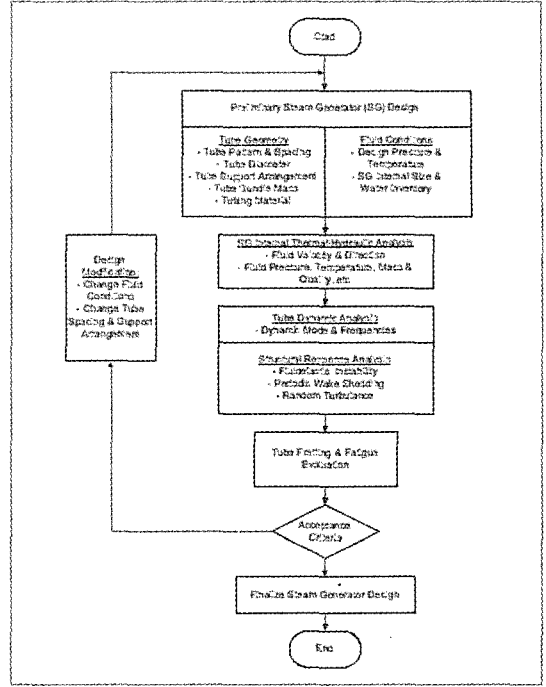 Start
Preliminary Steam Generator (SG) Design
Tube Geometry
- Tube Pattern & Spacing
- Tube Diameter
- Tube Support Arrangement
- Tube Bundle Mass
- Tubing Material
Fluid Conditions
- Design Pressure &
Temperature
- SG Internal Size &
Water Inventory
SG Internal Thermal-Hydraulic Analysis
- Fluid Velocity & Direction
- Fluid Pressure, Temperature, Mass &
Quality, etc.
Design
Modification:
- Change Fluid
Conditions
- Change Tube
Spacing & Support
Arrangement
Tube Dynamic Analysis
- Dynamic Mode & Frequencies
Structural Response Analysis
- Fluidelastic Instability
- Periodic Wake Shedding
- Random Turbulence
Tube Fretting & Fatigue
Evaluation
Acceptance
Criteria
Finalize Steam Generator Design
End